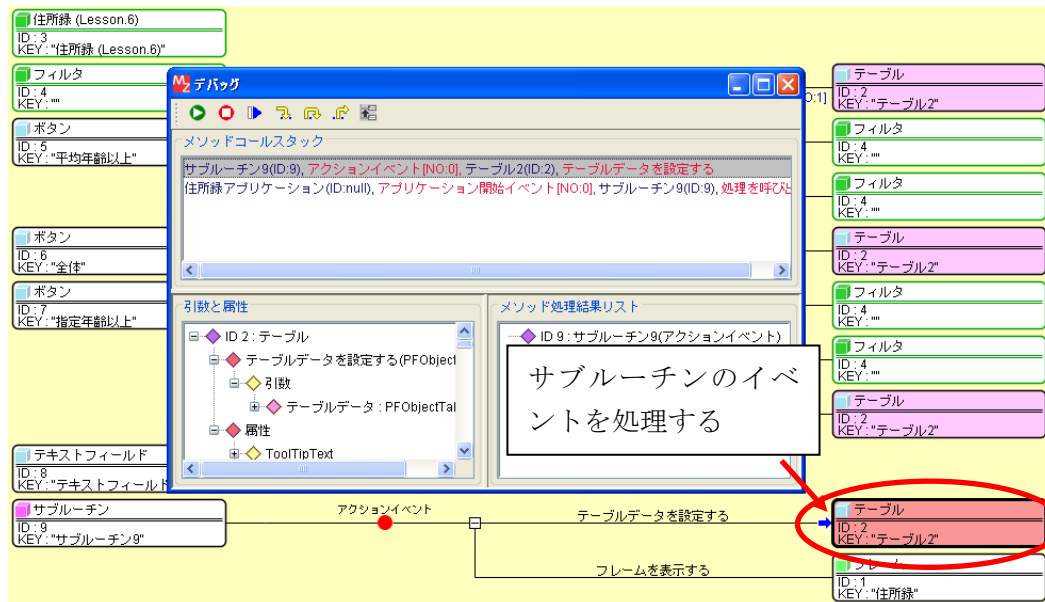 住所録 (Lesson.6)
ID : 3
KEY : "住所録 (Lesson.6)"
フィルタ
ID : 4
KEY : ""
ボタン
ID : 5
KEY : "平均年齢以上"
ボタン
ID : 6
KEY : "全体"
ボタン
ID : 7
KEY : "指定年齢以上"
テキストフィールド
ID : 8
KEY : "テキストフィールド
サブルーチン
ID : 9
KEY : "サブルーチン9"
デバッグ
メソッドコールスタック
サブルーチン9(ID:9), アクションイベント[NO:0], テーブル2(ID:2), テーブルデータを設定する
住所録アプリケーション(ID:null), アプリケーション開始イベント[NO:0], サブルーチン9(ID:9), 処理を呼び
引数と属性
ID 2 : テーブル
テーブルデータを設定する(PFObject
引数
テーブルデータ : PFObjectTal
属性
ToolTipText
メソッド処理結果リスト
ID 9 : サブルーチン9(アクションイベント)
サブルーチンのイベ
ントを処理する
O:1]
テーブル
ID : 2
KEY : "テーブル2"
フィルタ
ID : 4
KEY : ""
フィルタ
ID : 4
KEY : ""
テーブル
ID : 2
KEY : "テーブル2"
フィルタ
ID : 4
KEY : ""
フィルタ
ID : 4
KEY : ""
テーブル
ID : 2
KEY : "テーブル2"
アクションイベント
テーブルデータを設定する
テーブル
ID : 2
KEY : "テーブル2"
フレームを表示する
フレーム
ID : 1
KEY : "住所録"